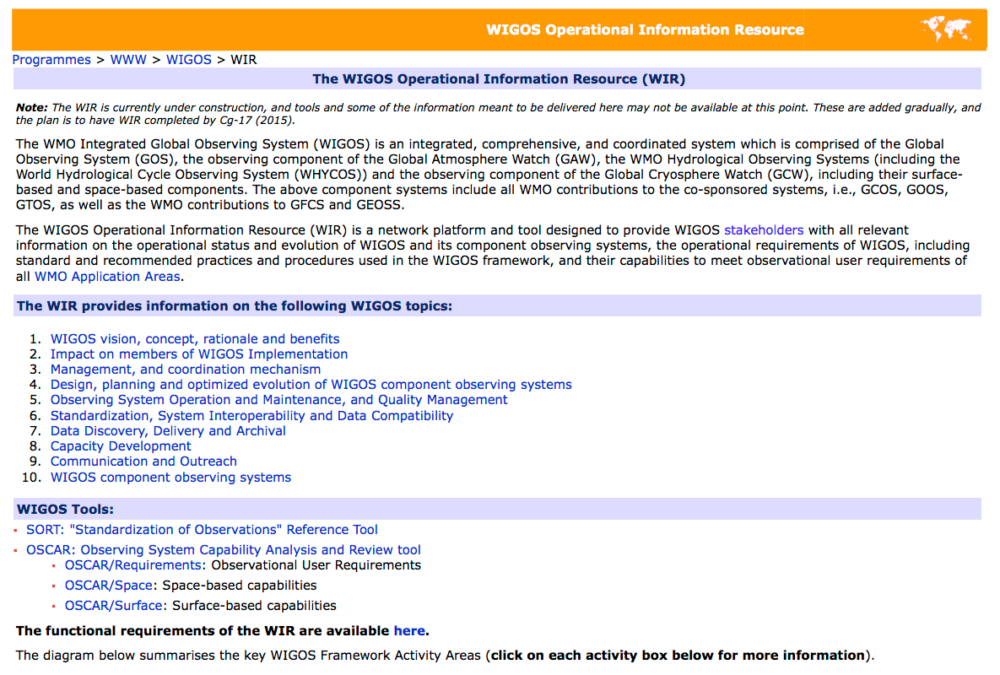 WIGOS Operational Information Resource
Programmes > WWW > WIGOS > WIR
The WIGOS Operational Information Resource (WIR)
Note: The WIR is currently under construction, and tools and some of the information meant to be delivered here may not be available at this point. These are added gradually, and
the plan is to have WIR completed by Cg-17 (2015).
The WMO Integrated Global Observing System (WIGOS) is an integrated, comprehensive, and coordinated system which is comprised of the Global
Observing System (GOS), the observing component of the Global Atmosphere Watch (GAW), the WMO Hydrological Observing Systems (including the
World Hydrological Cycle Observing System (WHYCOS)) and the observing component of the Global Cryosphere Watch (GCW), including their surface-
based and space-based components. The above component systems include all WMO contributions to the co-sponsored systems, i.e., GCOS, GOOS,
GTOS, as well as the WMO contributions to GFCS and GEOSS.
The WIGOS Operational Information Resource (WIR) is a network platform and tool designed to provide WIGOS stakeholders with all relevant
information on the operational status and evolution of WIGOS and its component observing systems, the operational requirements of WIGOS, including
standard and recommended practices and procedures used in the WIGOS framework, and their capabilities to meet observational user requirements of
all WMO Application Areas.
The WIR provides information on the following WIGOS topics:
1. WIGOS vision, concept, rationale and benefits
2. Impact on members of WIGOS Implementation
3. Management, and coordination mechanism
4. Design, planning and optimized evolution of WIGOS component observing systems
5. Observing System Operation and Maintenance, and Quality Management
6. Standardization, System Interoperability and Data Compatibility
7. Data Discovery, Delivery and Archival
8. Capacity Development
9. Communication and Outreach
10. WIGOS component observing systems
WIGOS Tools:
SORT: "Standardization of Observations" Reference Tool
OSCAR: Observing System Capability Analysis and Review tool
OSCAR/Requirements: Observational User Requirements
OSCAR/Space: Space-based capabilities
OSCAR/Surface: Surface-based capabilities
The functional requirements of the WIR are available here.
The diagram below summarises the key WIGOS Framework Activity Areas (click on each activity box below for more information).